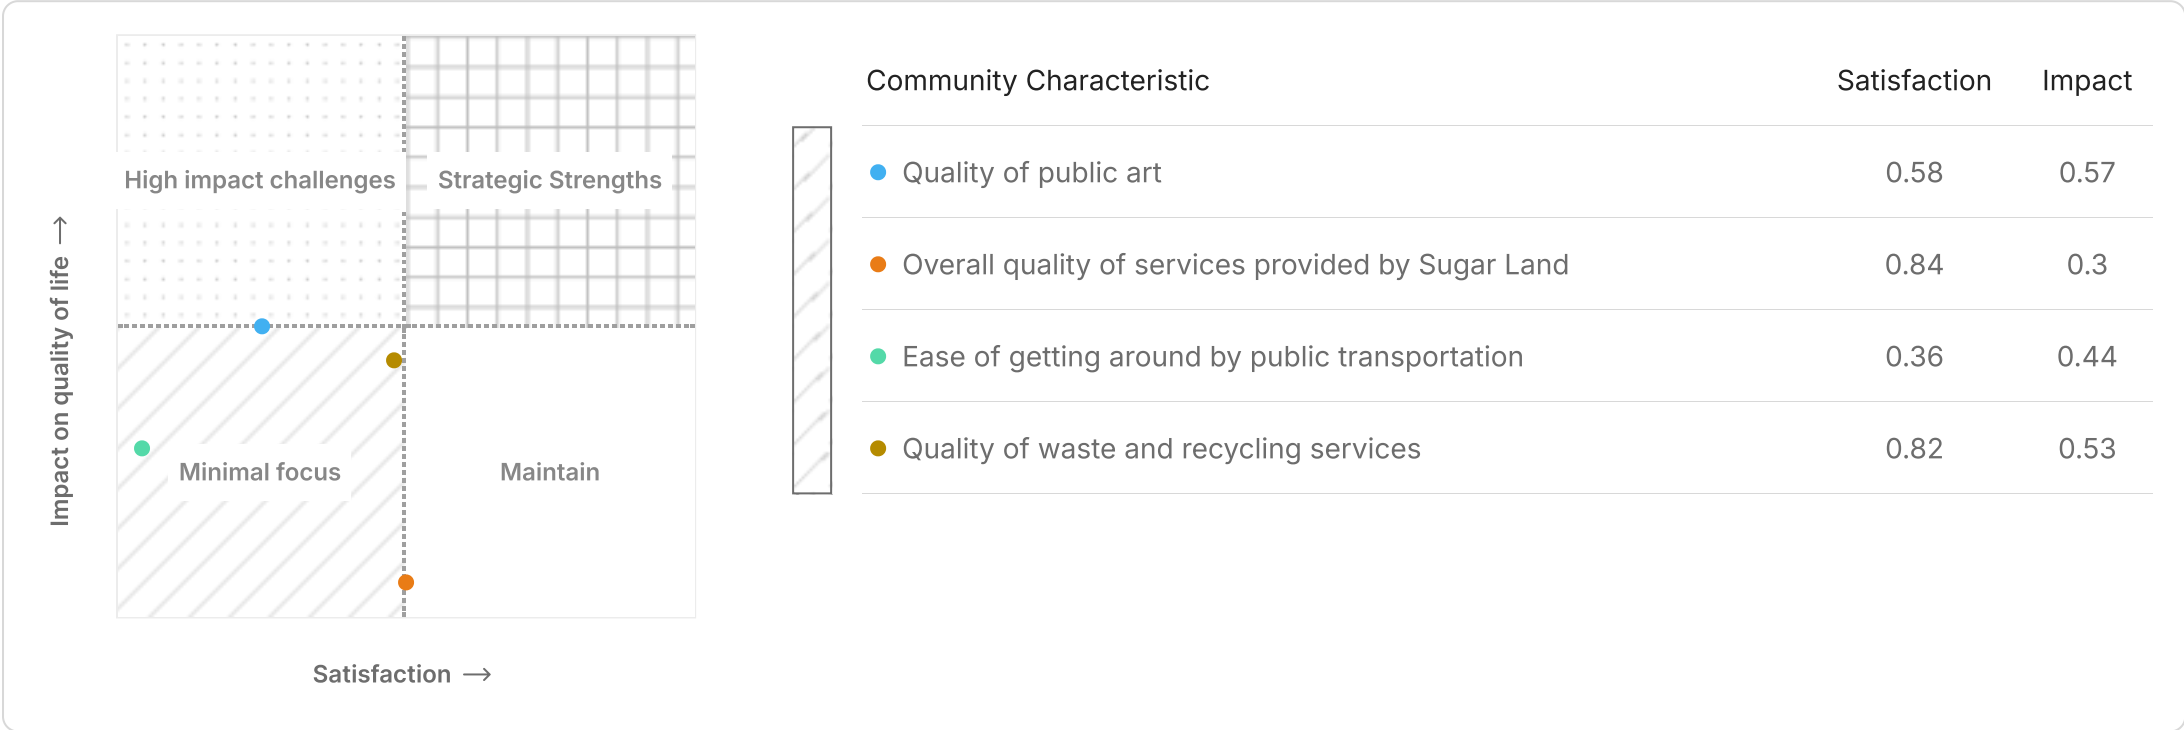 High impact challenges
Strategic Strengths
Minimal focus
Maintain
Impact on quality of life →
Satisfaction →
Community Characteristic Satisfaction Impact
Quality of public art 0.58 0.57
Overall quality of services provided by Sugar Land 0.84 0.3
Ease of getting around by public transportation 0.36 0.44
Quality of waste and recycling services 0.82 0.53